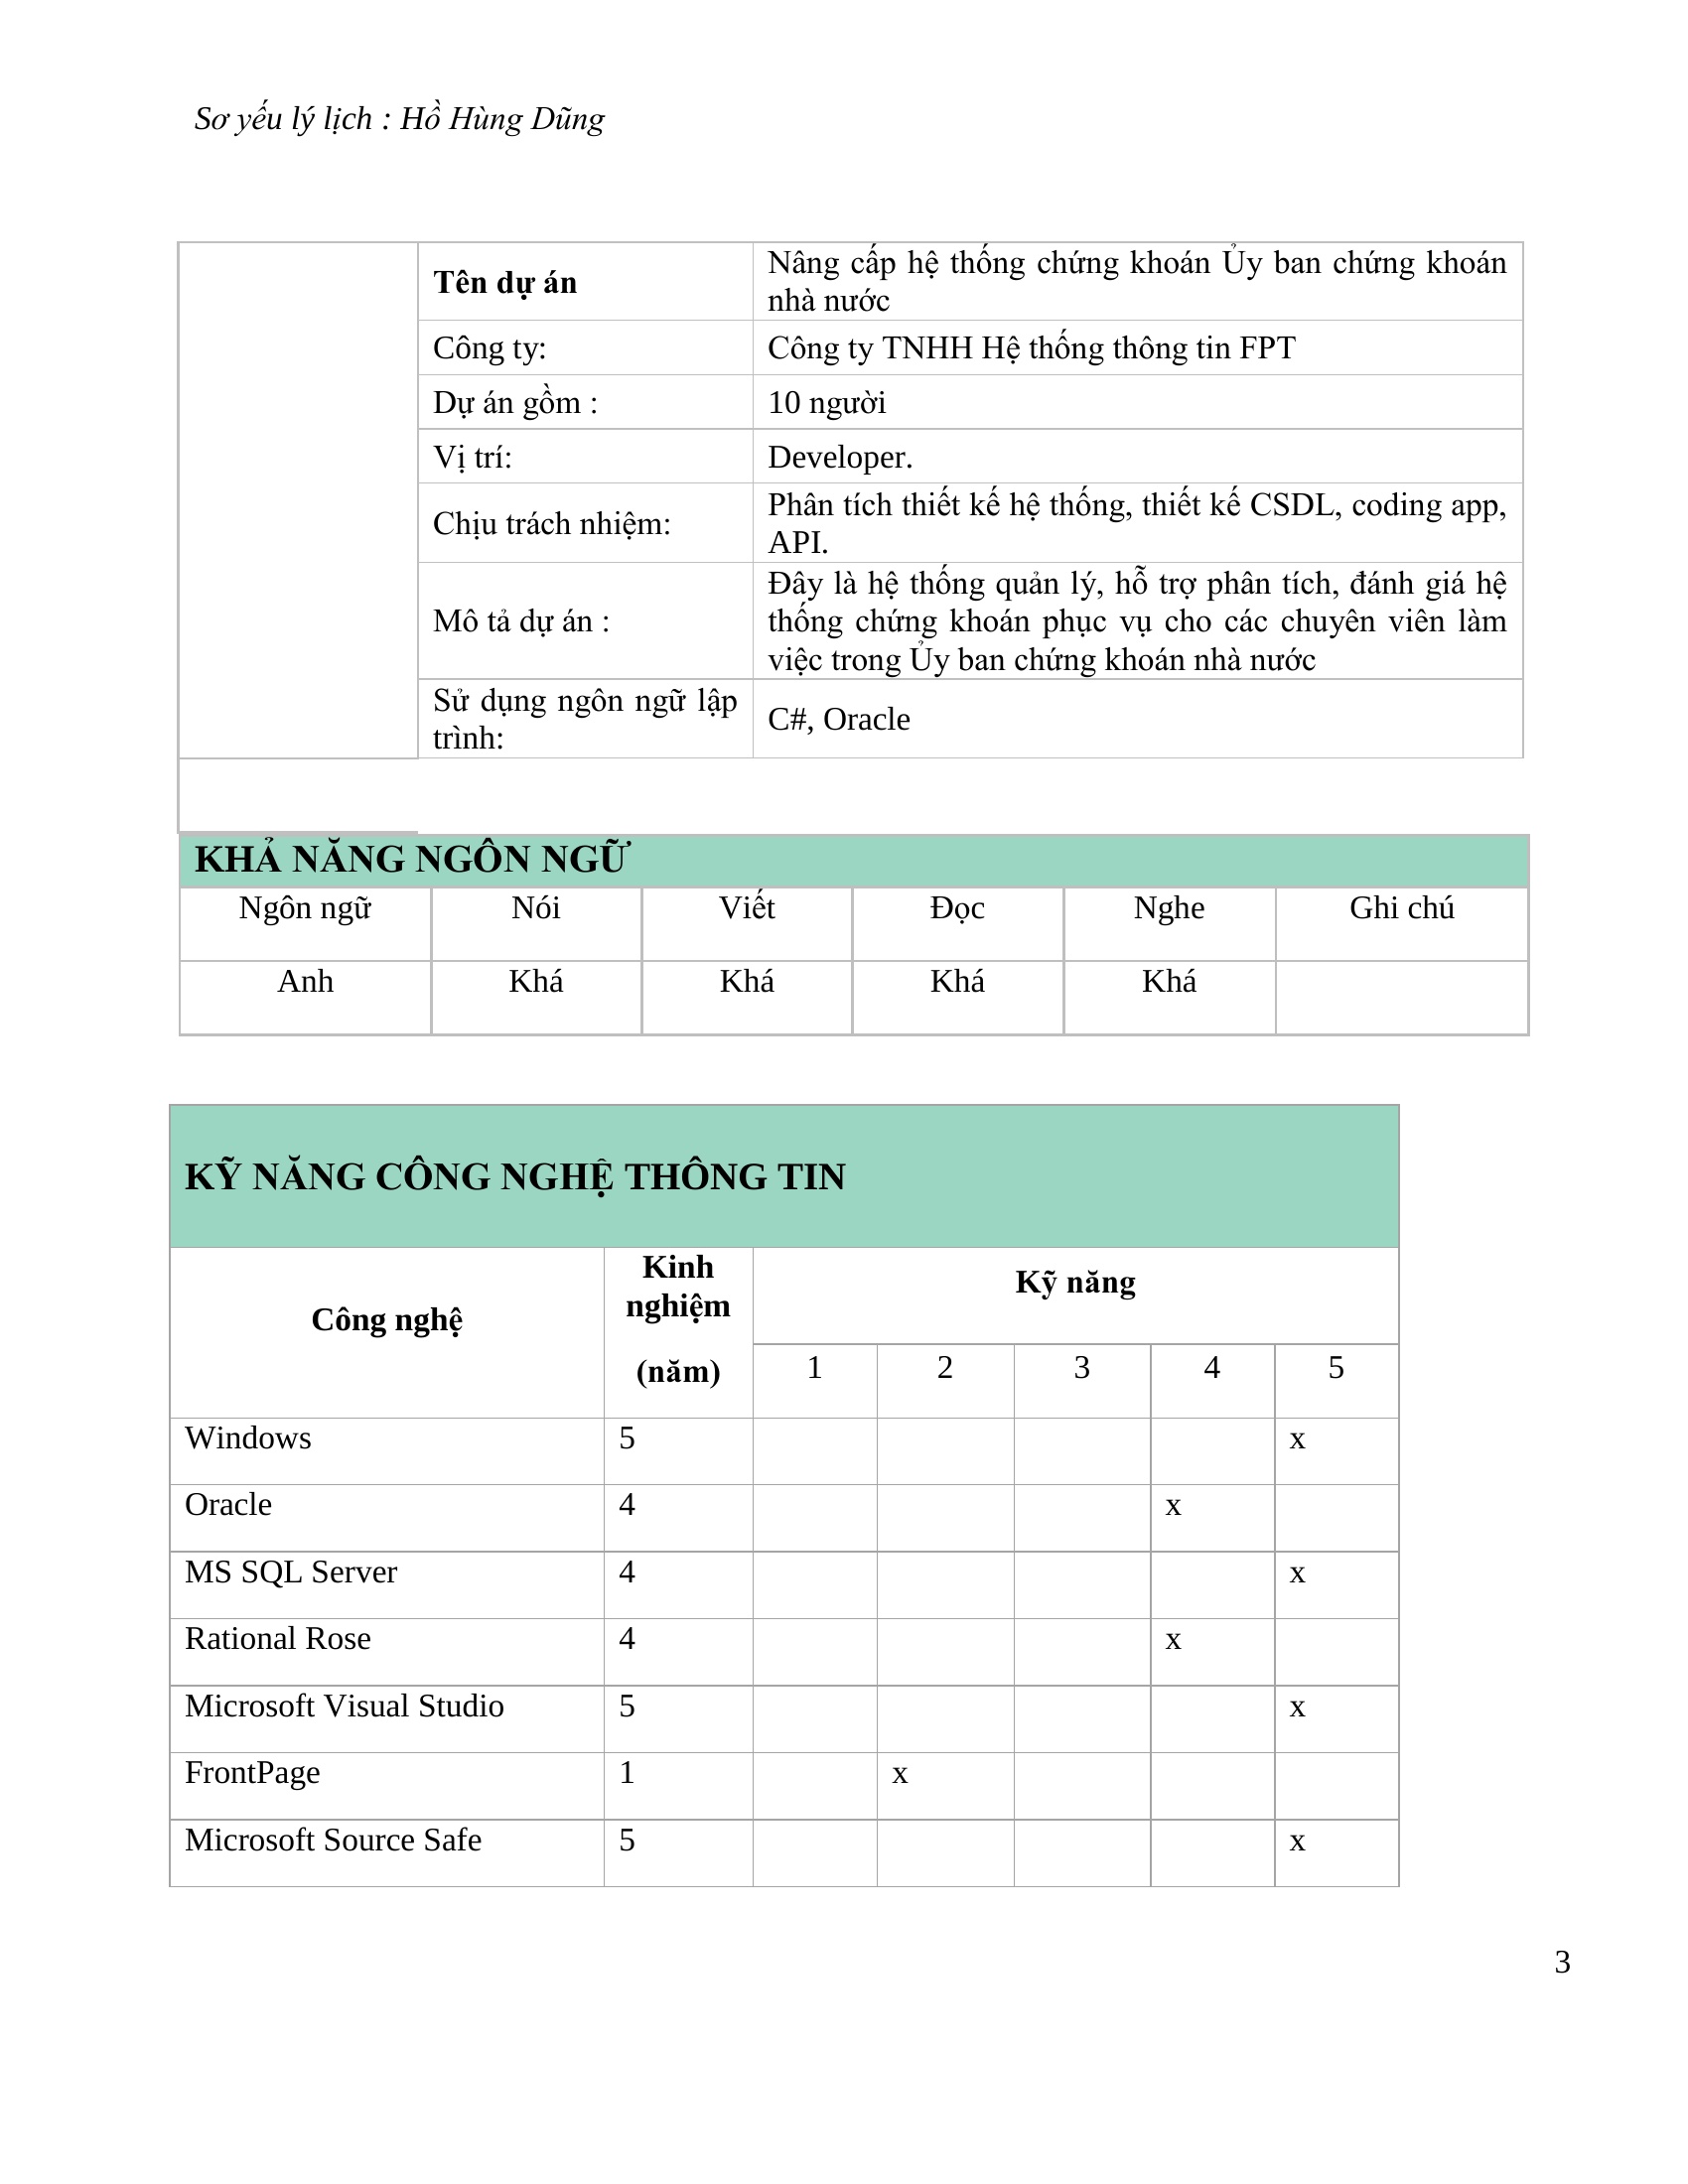 Sơ yếu lý lịch : Hồ Hùng Dũng
Tên dự án
Nâng cấp hệ thống chứng khoán Ủy ban chứng khoán
nhà nước
Công ty:
Công ty TNHH Hệ thống thông tin FPT
Dự án gồm :
10 người
Vị trí:
Developer.
Chịu trách nhiệm:
Phân tích thiết kế hệ thống, thiết kế CSDL, coding app,
API.
Mô tả dự án :
Đây là hệ thống quản lý, hỗ trợ phân tích, đánh giá hệ
thống chứng khoán phục vụ cho các chuyên viên làm
việc trong Ủy ban chứng khoán nhà nước
Sử dụng ngôn ngữ lập
trình:
C#, Oracle
KHẢ NĂNG NGÔN NGỮ
Ngôn ngữ Nói Viết Đọc Nghe Ghi chú
Anh Khá Khá Khá Khá
KỸ NĂNG CÔNG NGHỆ THÔNG TIN
Công nghệ
Kinh
nghiệm
(năm)
Kỹ năng
1 2 3 4 5
Windows 5 x
Oracle 4 x
MS SQL Server 4 x
Rational Rose 4 x
Microsoft Visual Studio 5 x
FrontPage 1 x
Microsoft Source Safe 5 x
3